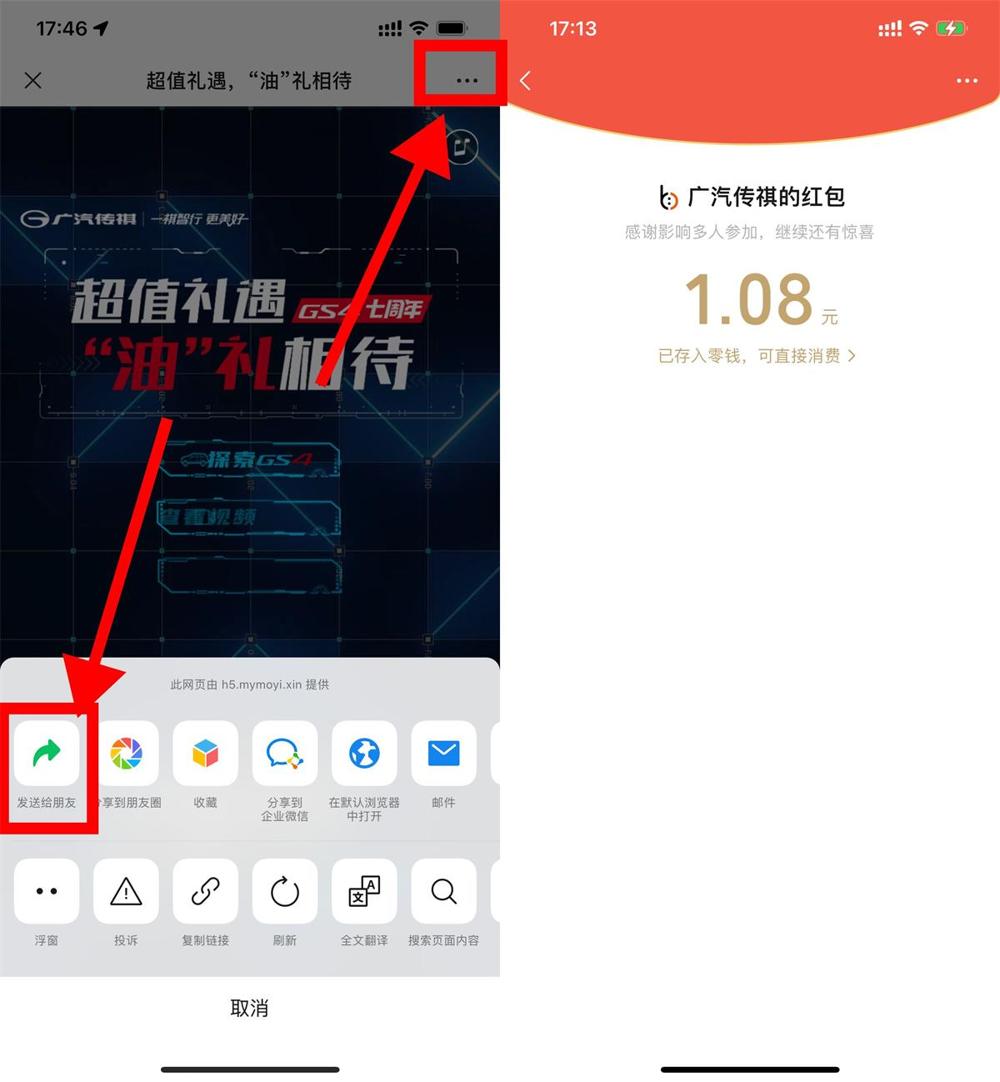 17:46
超值礼遇，“油”礼相待
广汽传祺 一祺智行 更美好
超值礼遇 GS4 七周年
“油”礼相待
探索GS4
查看视频
此网页由 h5.mymoyi.xin 提供
发送给朋友
分享到朋友圈
收藏
分享到
企业微信
在默认浏览器
中打开
邮件
浮窗
投诉
复制链接
刷新
全文翻译
搜索页面内容
取消
17:13
广汽传祺的红包
感谢影响多人参加，继续还有惊喜
1.08 元
已存入零钱，可直接消费